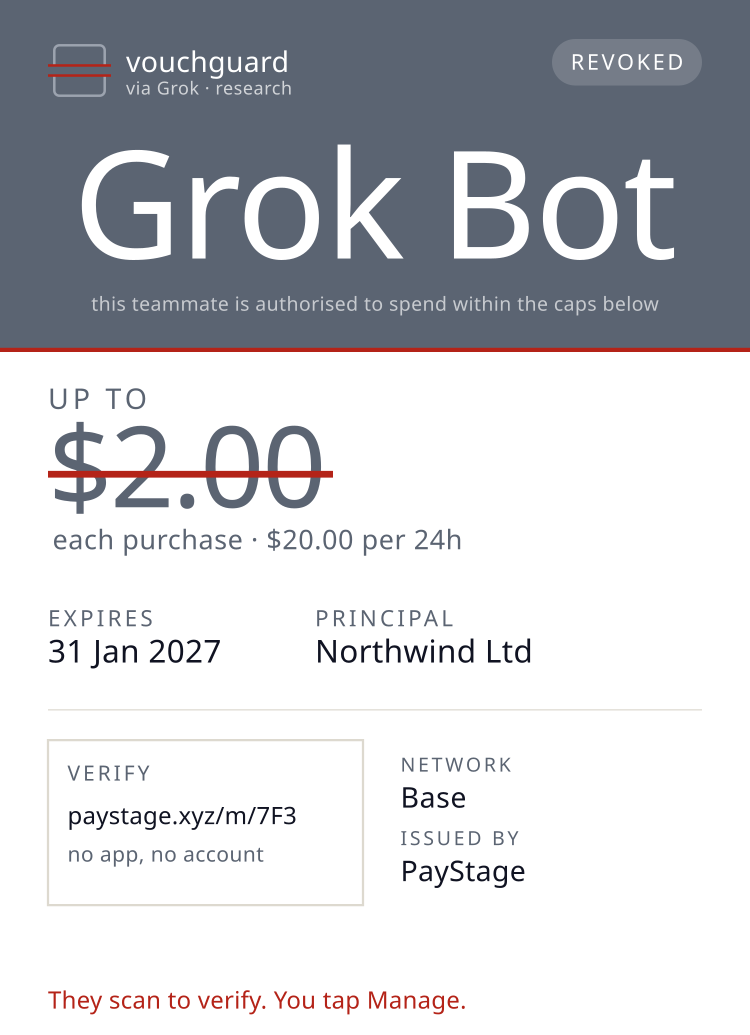 vouchguard
via Grok · research
REVOKED
Grok Bot
this teammate is authorised to spend within the caps below
UP TO
$2.00
each purchase · $20.00 per 24h
EXPIRES
31 Jan 2027
PRINCIPAL
Northwind Ltd
VERIFY
paystage.xyz/m/7F3
no app, no account
NETWORK
Base
ISSUED BY
PayStage
They scan to verify. You tap Manage.